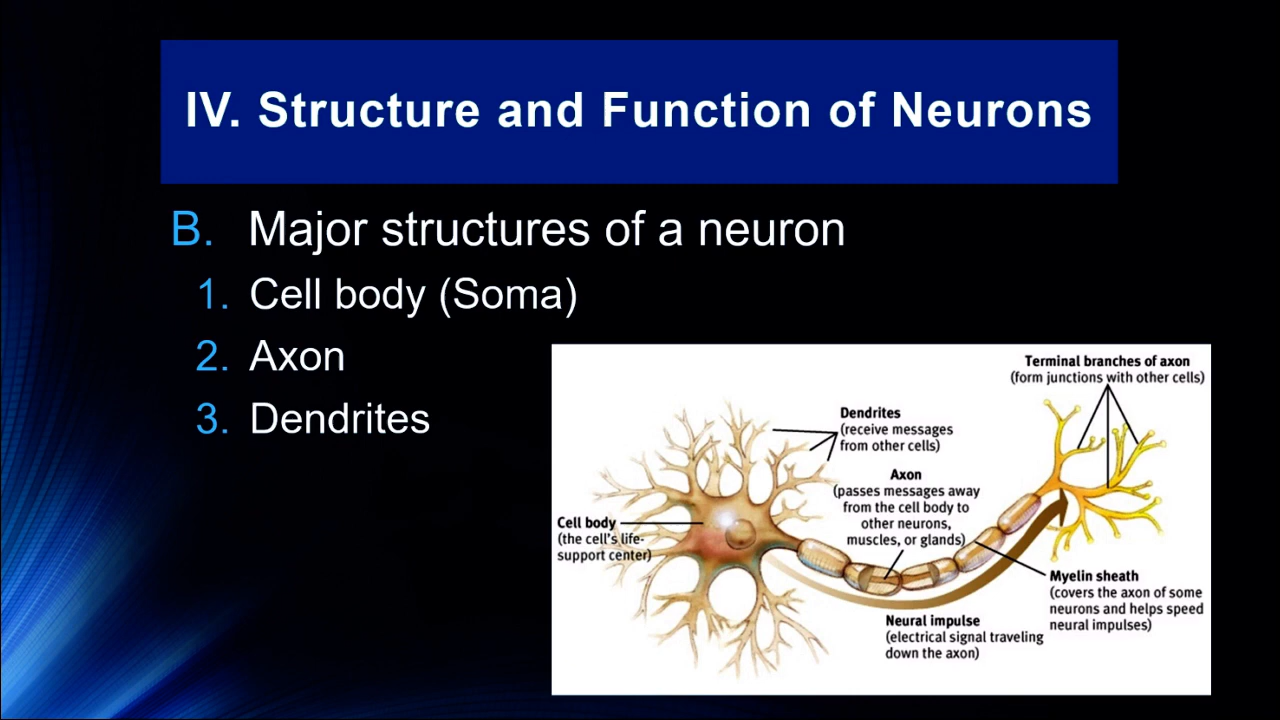 IV. Structure and Function of Neurons
B. Major structures of a neuron
1. Cell body (Soma)
2. Axon
3. Dendrites
Terminal branches of axon
(form junctions with other cells)
Dendrites
(receive messages
from other cells)
Axon
(passes messages away
from the cell body to
other neurons,
muscles, or glands)
Cell body
(the cell's life-
support center)
Myelin sheath
(covers the axon of some
neurons and helps speed
neural impulses)
Neural impulse
(electrical signal traveling
down the axon)